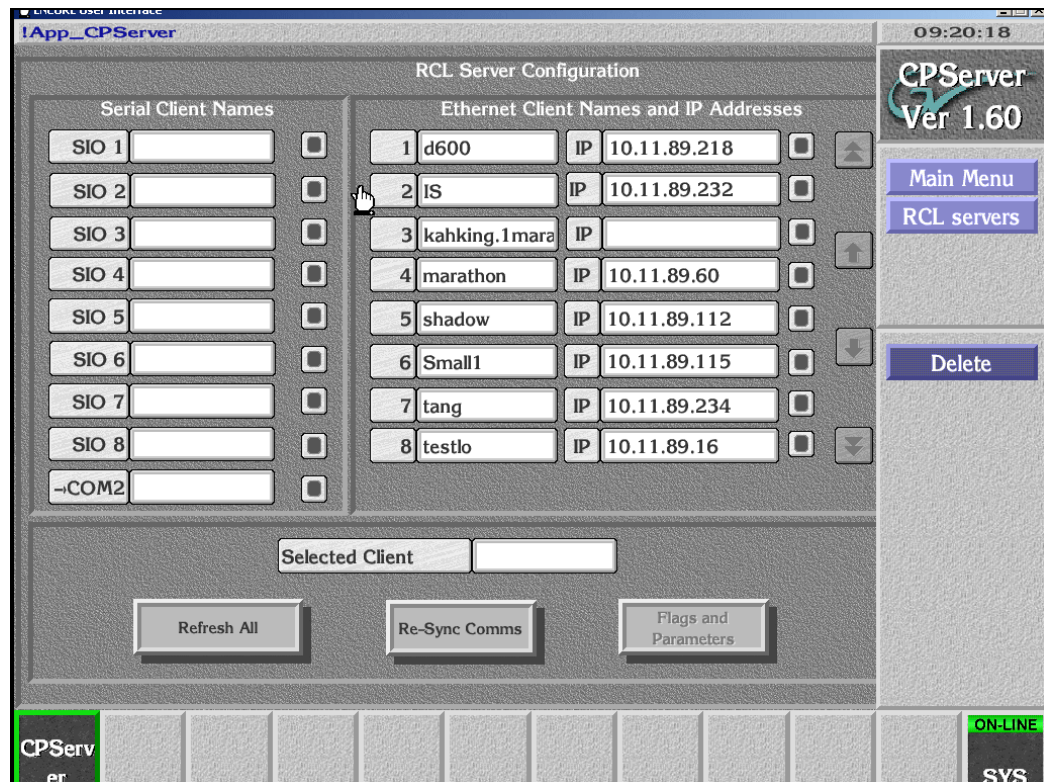 ENCORE User Interface
!App_CPServer
09:20:18
RCL Server Configuration
CPServer
Ver 1.60
Serial Client Names
Ethernet Client Names and IP Addresses
SIO 1
1 d600 IP 10.11.89.218
SIO 2
2 IS IP 10.11.89.232
SIO 3
3 kahking.1mara IP
SIO 4
4 marathon IP 10.11.89.60
SIO 5
5 shadow IP 10.11.89.112
SIO 6
6 Small1 IP 10.11.89.115
SIO 7
7 tang IP 10.11.89.234
SIO 8
8 testlo IP 10.11.89.16
→COM2
Main Menu
RCL servers
Delete
Selected Client
Refresh All
Re-Sync Comms
Flags and
Parameters
CPServ
er
ON-LINE
SYS